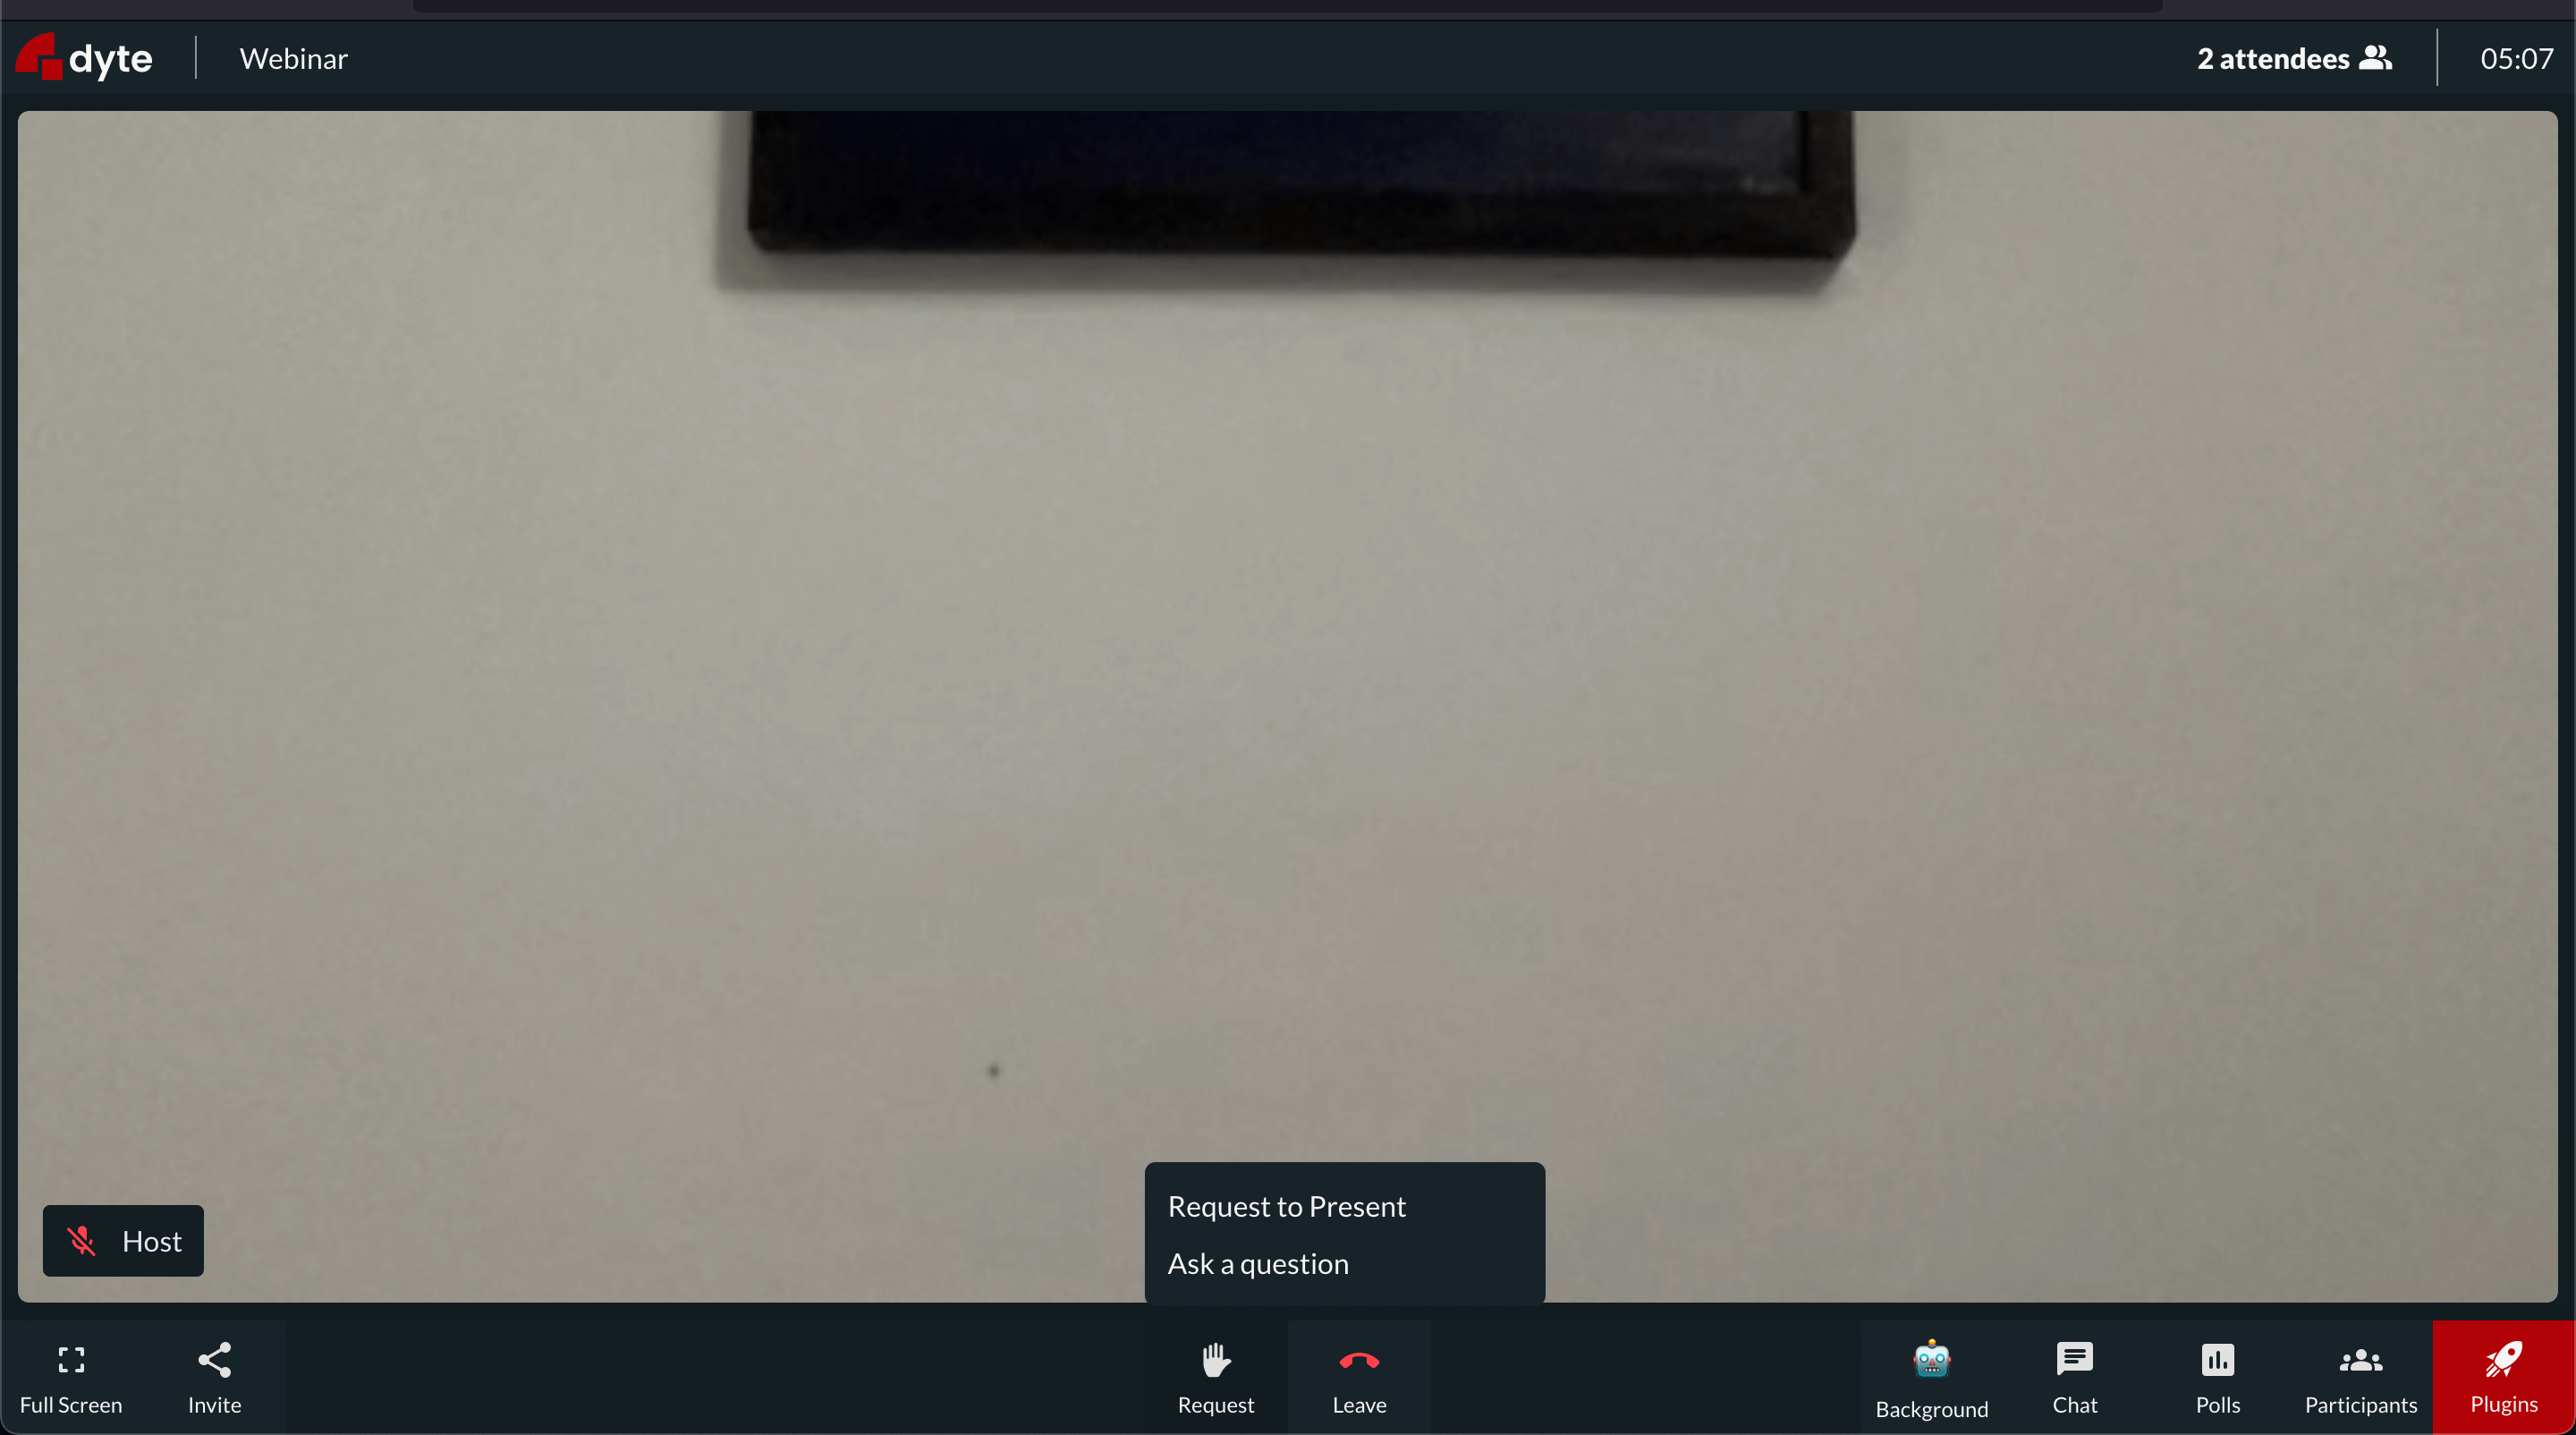 dyte
Webinar
2 attendees
05:07
Host
Request to Present
Ask a question
Full Screen
Invite
Request
Leave
Background
Chat
Polls
Participants
Plugins